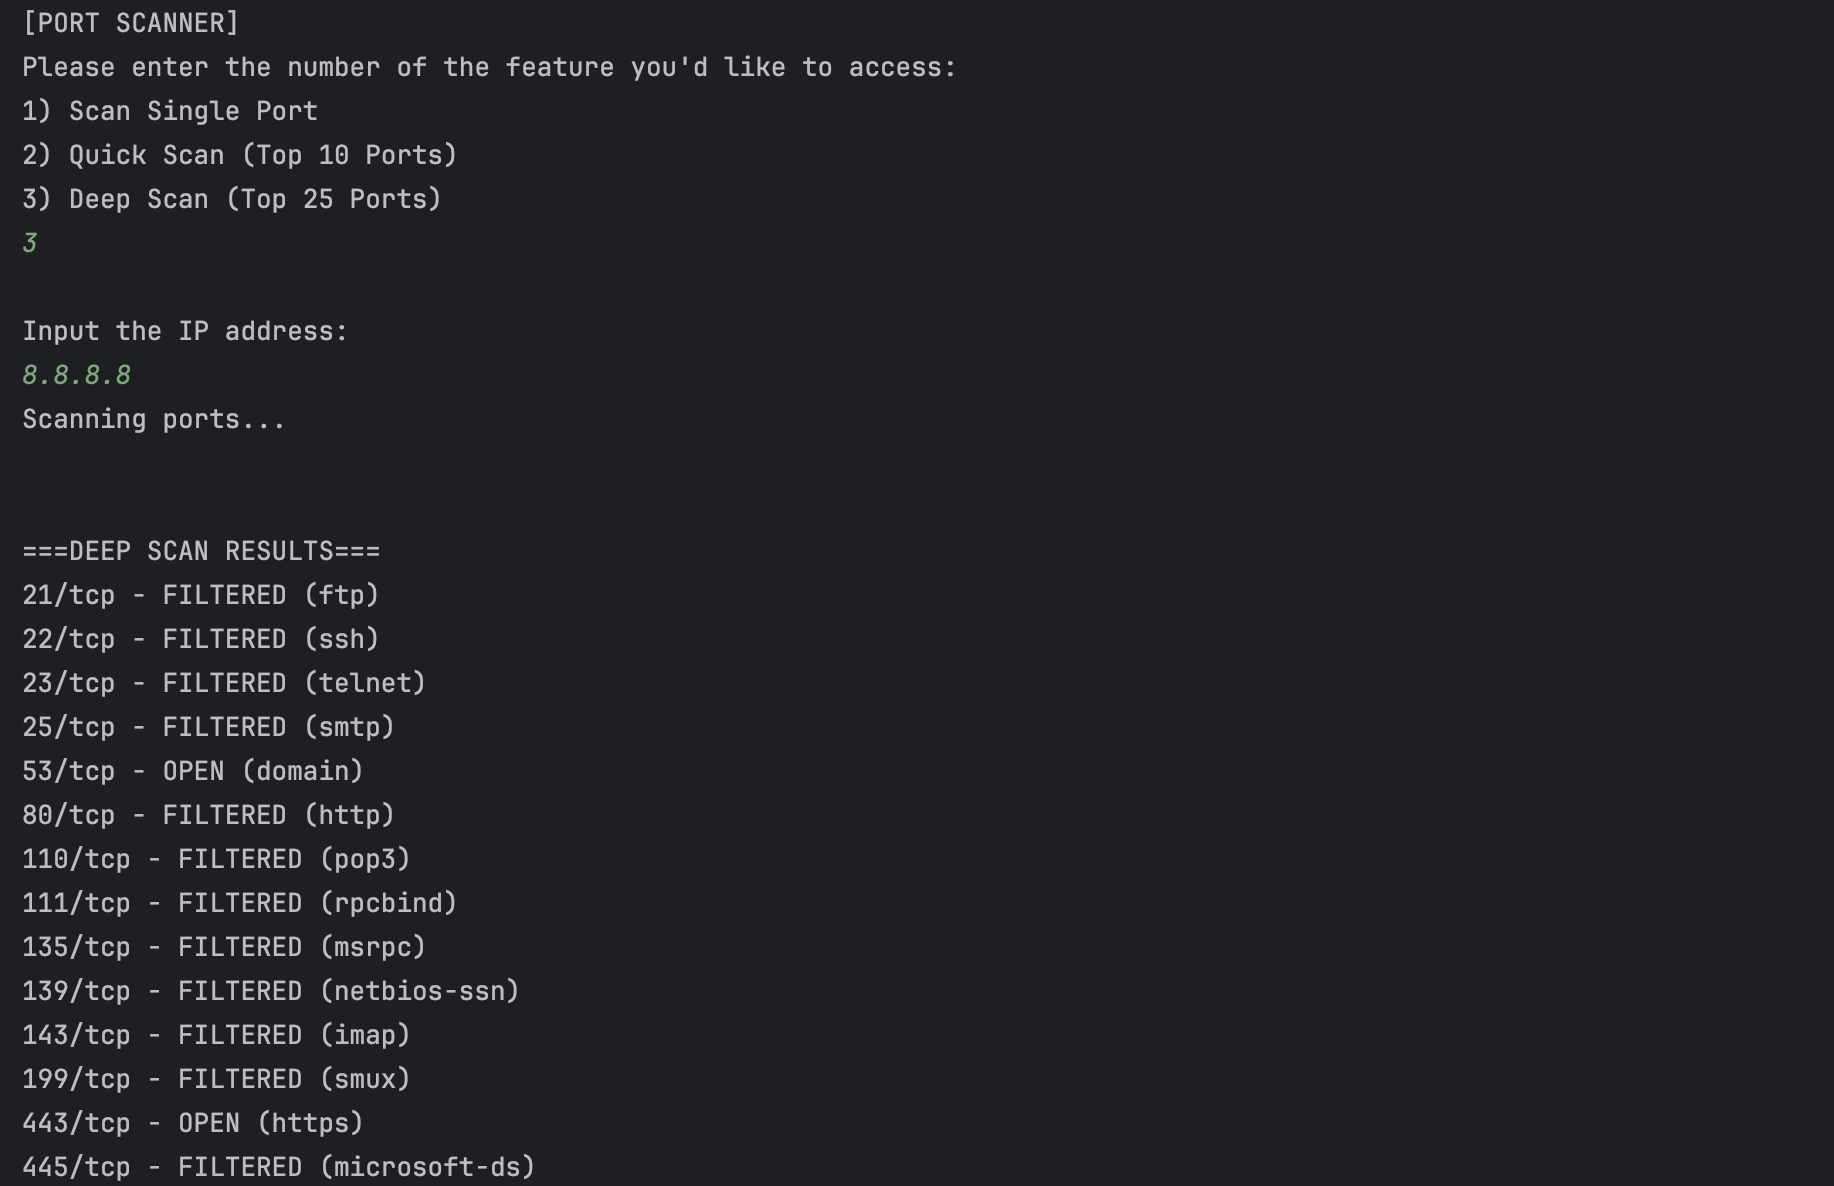 [PORT SCANNER]
Please enter the number of the feature you'd like to access:
1) Scan Single Port
2) Quick Scan (Top 10 Ports)
3) Deep Scan (Top 25 Ports)
3
Input the IP address:
8.8.8.8
Scanning ports...
===DEEP SCAN RESULTS===
21/tcp - FILTERED (ftp)
22/tcp - FILTERED (ssh)
23/tcp - FILTERED (telnet)
25/tcp - FILTERED (smtp)
53/tcp - OPEN (domain)
80/tcp - FILTERED (http)
110/tcp - FILTERED (pop3)
111/tcp - FILTERED (rpcbind)
135/tcp - FILTERED (msrpc)
139/tcp - FILTERED (netbios-ssn)
143/tcp - FILTERED (imap)
199/tcp - FILTERED (smux)
443/tcp - OPEN (https)
445/tcp - FILTERED (microsoft-ds)